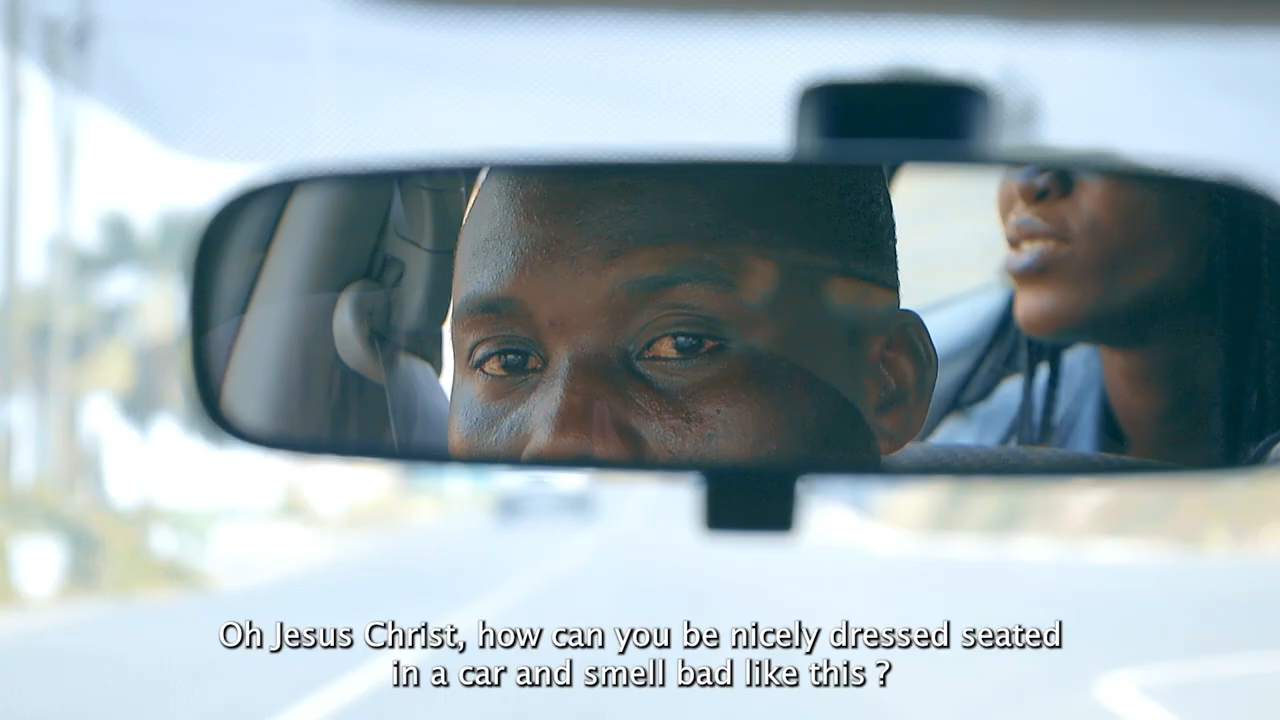 Oh Jesus Christ, how can you be nicely dressed seated
in a car and smell bad like this ?